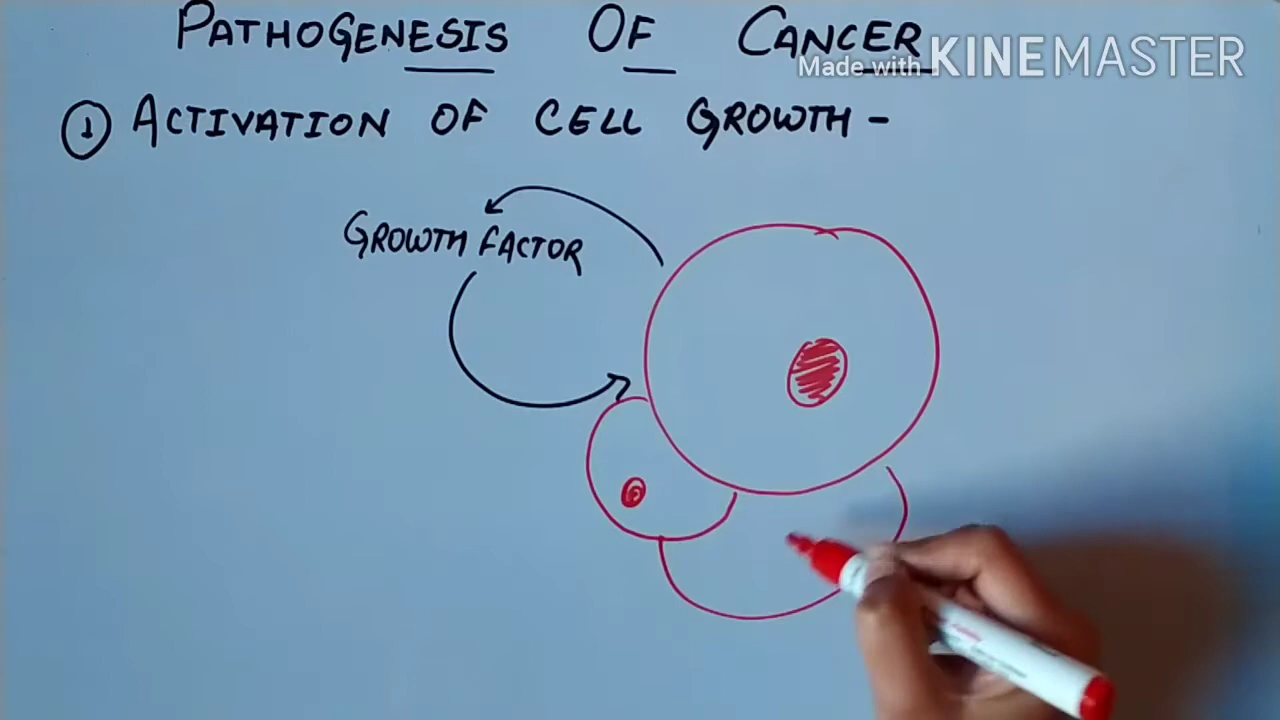 PATHOGENESIS OF CANCER
Made with KINEMASTER
① ACTIVATION OF CELL GROWTH -
GROWTH FACTOR